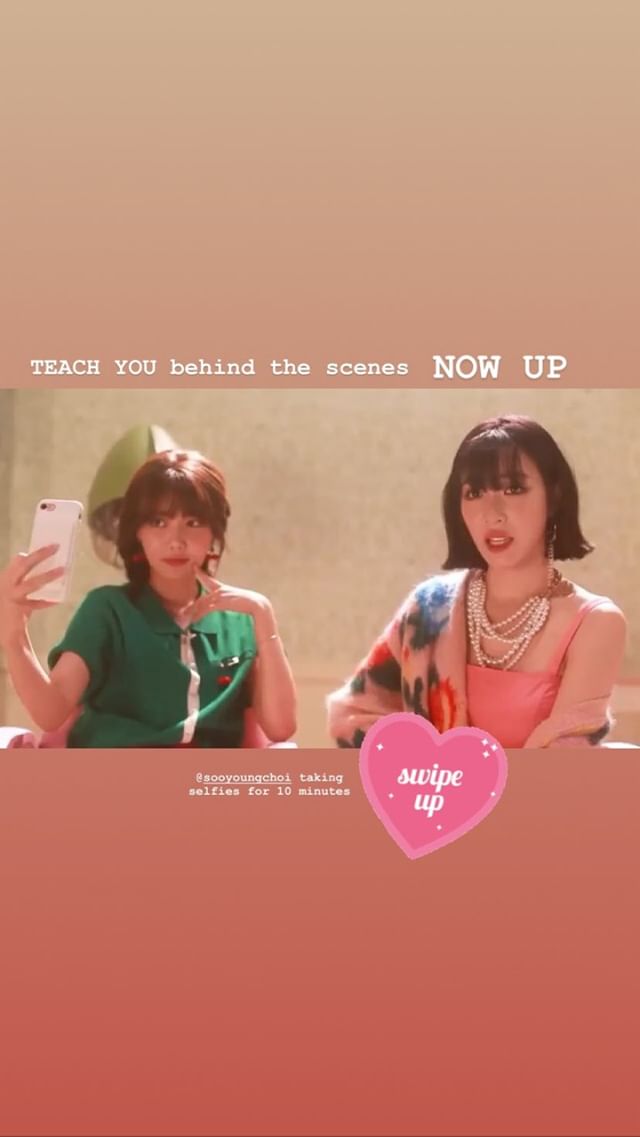 TEACH YOU behind the scenes NOW UP
@sooyoungchoi taking
selfies for 10 minutes
swipe
up